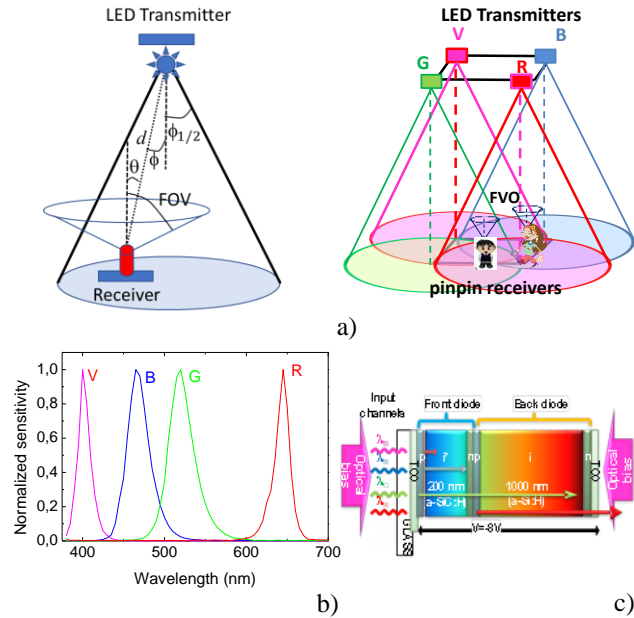 LED Transmitter
d
ϕ
ϕ1/2
θ
FOV
Receiver
LED Transmitters
V
B
G
R
FVO
pinpin receivers
a)
Normalized sensitivity
1,0
0,8
0,6
0,4
0,2
0,0
V
B
G
R
400
500
600
700
Wavelength (nm)
b)
Input
channels
Front diode
Back diode
Optical
bias
p
i'
np
i
n
TCO
TCO
200 nm
(a-SiC:H)
1000 nm
(a-Si:H)
GLASS
V=-8V
Optical
bias
c)